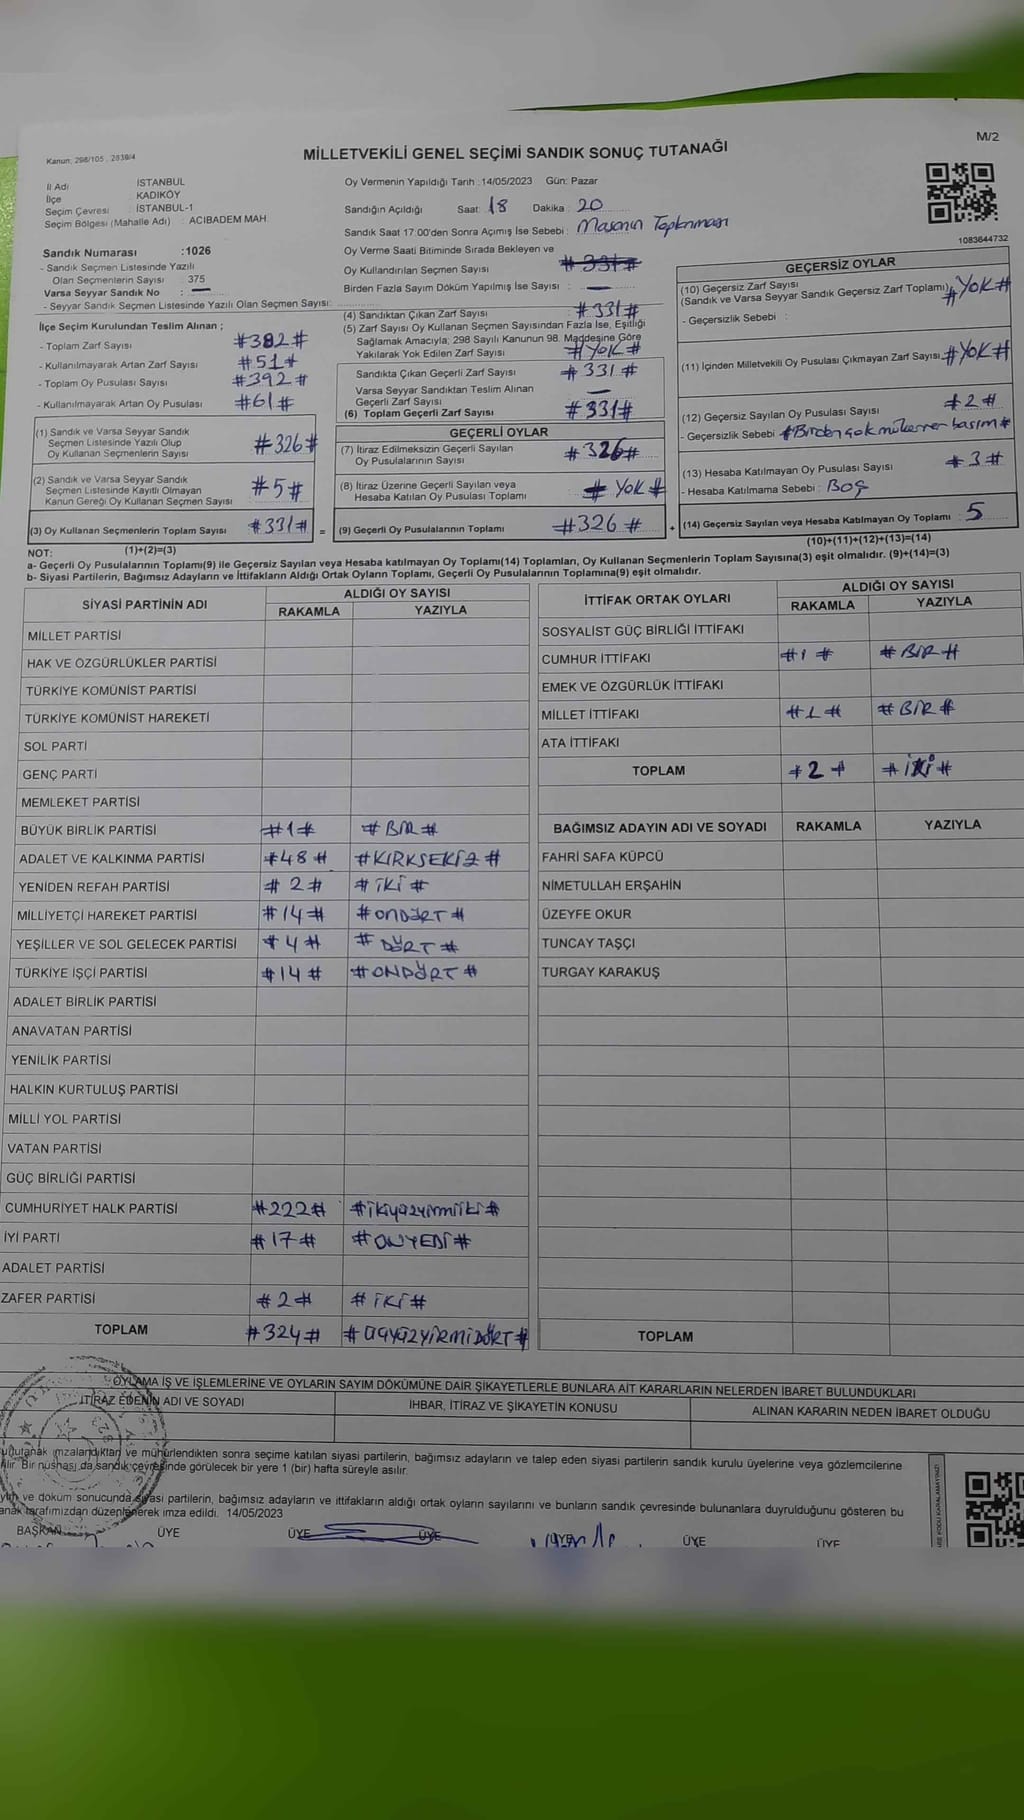 M/2
Kanun: 298/105 , 2839/4
MİLLETVEKİLİ GENEL SEÇİMİ SANDIK SONUÇ TUTANAĞI
İl Adı İSTANBUL
İlçe KADIKÖY
Seçim Çevresi : İSTANBUL-1
Seçim Bölgesi (Mahalle Adı) : ACIBADEM MAH
Oy Vermenin Yapıldığı Tarih :14/05/2023 Gün: Pazar
Sandığın Açıldığı Saat: 18 Dakika : 20
Sandık Saat 17:00'den Sonra Açımış İse Sebebi : Masanın Toplanması
1083644732
Sandık Numarası :1026
- Sandık Seçmen Listesinde Yazılı
Olan Seçmenlerin Sayısı : 375
Varsa Seyyar Sandık No : —
- Seyyar Sandık Seçmen Listesinde Yazılı Olan Seçmen Sayısı:
Oy Verme Saati Bitiminde Sırada Bekleyen ve
Oy Kullandırılan Seçmen Sayısı #331#
Birden Fazla Sayım Döküm Yapılmış İse Sayısı : —
İlçe Seçim Kurulundan Teslim Alınan ;
- Toplam Zarf Sayısı #382#
- Kullanılmayarak Artan Zarf Sayısı #51#
- Toplam Oy Pusulası Sayısı #392#
- Kullanılmayarak Artan Oy Pusulası #61#
(1) Sandık ve Varsa Seyyar Sandık
Seçmen Listesinde Yazılı Olup
Oy Kullanan Seçmenlerin Sayısı #326#
(2) Sandık ve Varsa Seyyar Sandık
Seçmen Listesinde Kayıtlı Olmayan
Kanun Gereği Oy Kullanan Seçmen Sayısı #5#
(3) Oy Kullanan Seçmenlerin Toplam Sayısı #331# =
(4) Sandıktan Çıkan Zarf Sayısı : #331#
(5) Zarf Sayısı Oy Kullanan Seçmen Sayısından Fazla İse, Eşitliği
Sağlamak Amacıyla; 298 Sayılı Kanunun 98. Maddesine Göre
Yakılarak Yok Edilen Zarf Sayısı #YOK#
Sandıkta Çıkan Geçerli Zarf Sayısı #331#
Varsa Seyyar Sandıktan Teslim Alınan
Geçerli Zarf Sayısı : —
(6) Toplam Geçerli Zarf Sayısı #331#
GEÇERLİ OYLAR
(7) İtiraz Edilmeksizin Geçerli Sayılan
Oy Pusulalarının Sayısı : #326#
(8) İtiraz Üzerine Geçerli Sayılan veya
Hesaba Katılan Oy Pusulası Toplamı : # YOK #
(9) Geçerli Oy Pusulalarının Toplamı #326 # +
GEÇERSİZ OYLAR
(10) Geçersiz Zarf Sayısı
(Sandık ve Varsa Seyyar Sandık Geçersiz Zarf Toplamı) #YOK#
- Geçersizlik Sebebi :
(11) İçinden Milletvekili Oy Pusulası Çıkmayan Zarf Sayısı #YOK#
(12) Geçersiz Sayılan Oy Pusulası Sayısı #2#
- Geçersizlik Sebebi #Birden çok mükerrer basım#
(13) Hesaba Katılmayan Oy Pusulası Sayısı #3#
- Hesaba Katılmama Sebebi : BOŞ
(14) Geçersiz Sayılan veya Hesaba Katılmayan Oy Toplamı : 5
NOT: (1)+(2)=(3) (10)+(11)+(12)+(13)=(14)
a- Geçerli Oy Pusulalarının Toplamı(9) ile Geçersiz Sayılan veya Hesaba katılmayan Oy Toplamı(14) Toplamları, Oy Kullanan Seçmenlerin Toplam Sayısına(3) eşit olmalıdır. (9)+(14)=(3)
b- Siyasi Partilerin, Bağımsız Adayların ve İttifakların Aldığı Ortak Oyların Toplamı, Geçerli Oy Pusulalarının Toplamına(9) eşit olmalıdır.
SİYASİ PARTİNİN ADI ALDIĞI OY SAYISI
RAKAMLA YAZIYLA
MİLLET PARTİSİ
HAK VE ÖZGÜRLÜKLER PARTİSİ
TÜRKİYE KOMÜNİST PARTİSİ
TÜRKİYE KOMÜNİST HAREKETİ
SOL PARTİ
GENÇ PARTİ
MEMLEKET PARTİSİ
BÜYÜK BİRLİK PARTİSİ #1# #BİR#
ADALET VE KALKINMA PARTİSİ #48# #KIRKSEKİZ#
YENİDEN REFAH PARTİSİ #2# #İKİ#
MİLLİYETÇİ HAREKET PARTİSİ #14# #ONDÖRT#
YEŞİLLER VE SOL GELECEK PARTİSİ #4# #DÖRT#
TÜRKİYE İŞÇİ PARTİSİ #14# #ONDÖRT#
ADALET BİRLİK PARTİSİ
ANAVATAN PARTİSİ
YENİLİK PARTİSİ
HALKIN KURTULUŞ PARTİSİ
MİLLİ YOL PARTİSİ
VATAN PARTİSİ
GÜÇ BİRLİĞİ PARTİSİ
CUMHURİYET HALK PARTİSİ #222# #ikiyüzyirmiiki#
İYİ PARTİ #17# #ONYEDİ#
ADALET PARTİSİ
ZAFER PARTİSİ #2# #İKİ#
TOPLAM #324# #ÜÇYÜZYİRMİDÖRT#
İTTİFAK ORTAK OYLARI ALDIĞI OY SAYISI
RAKAMLA YAZIYLA
SOSYALİST GÜÇ BİRLİĞİ İTTİFAKI
CUMHUR İTTİFAKI #1# #BİR#
EMEK VE ÖZGÜRLÜK İTTİFAKI
MİLLET İTTİFAKI #1# #BİR#
ATA İTTİFAKI
TOPLAM #2# #İKİ#
BAĞIMSIZ ADAYIN ADI VE SOYADI RAKAMLA YAZIYLA
FAHRİ SAFA KÜPCÜ
NİMETULLAH ERŞAHİN
ÜZEYFE OKUR
TUNCAY TAŞÇI
TURGAY KARAKUŞ
TOPLAM
OYLAMA İŞ VE İŞLEMLERİNE VE OYLARIN SAYIM DÖKÜMÜNE DAİR ŞİKAYETLERLE BUNLARA AİT KARARLARIN NELERDEN İBARET BULUNDUKLARI
İTİRAZ EDENİN ADI VE SOYADI İHBAR, İTİRAZ VE ŞİKAYETİN KONUSU ALINAN KARARIN NEDEN İBARET OLDUĞU
tutanak imzalandıktan ve mühürlendikten sonra seçime katılan siyasi partilerin, bağımsız adayların ve talep eden siyasi partilerin sandık kurulu üyelerine veya gözlemcilerine
ilir. Bir nüshası da sandık çevresinde görülecek bir yere 1 (bir) hafta süreyle asılır.
ve döküm sonucunda siyasi partilerin, bağımsız adayların ve ittifakların aldığı ortak oyların sayılarını ve bunların sandık çevresinde bulunanlara duyrulduğunu gösteren bu
anak tarafımızdan düzenlenerek imza edildi. 14/05/2023
BAŞKAN ÜYE ÜYE ÜYE ÜYE ÜYE ÜYE